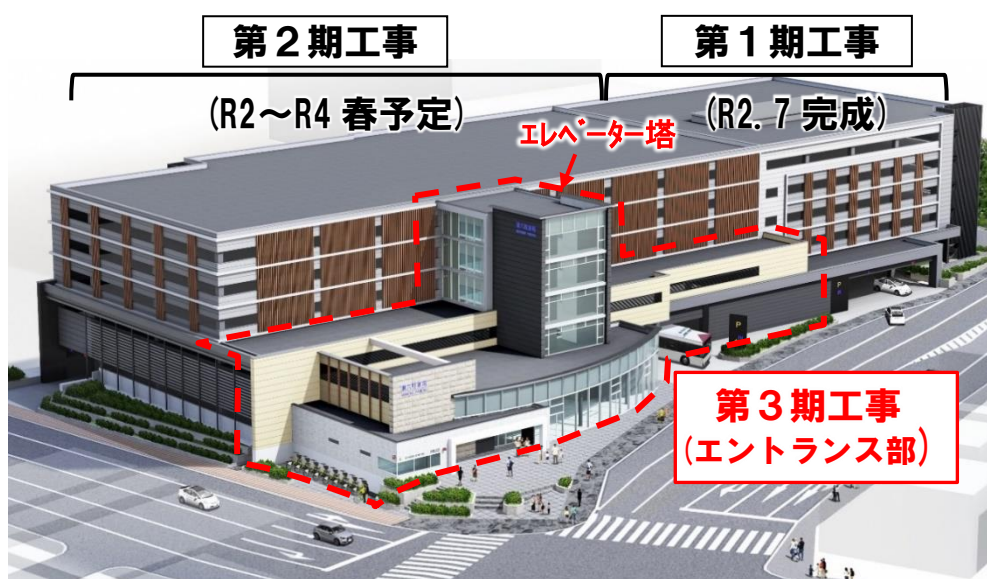 第２期工事
(R2～R4 春予定)
第１期工事
(R2. 7 完成)
エレベーター塔
第３期工事
(エントランス部)
P
P